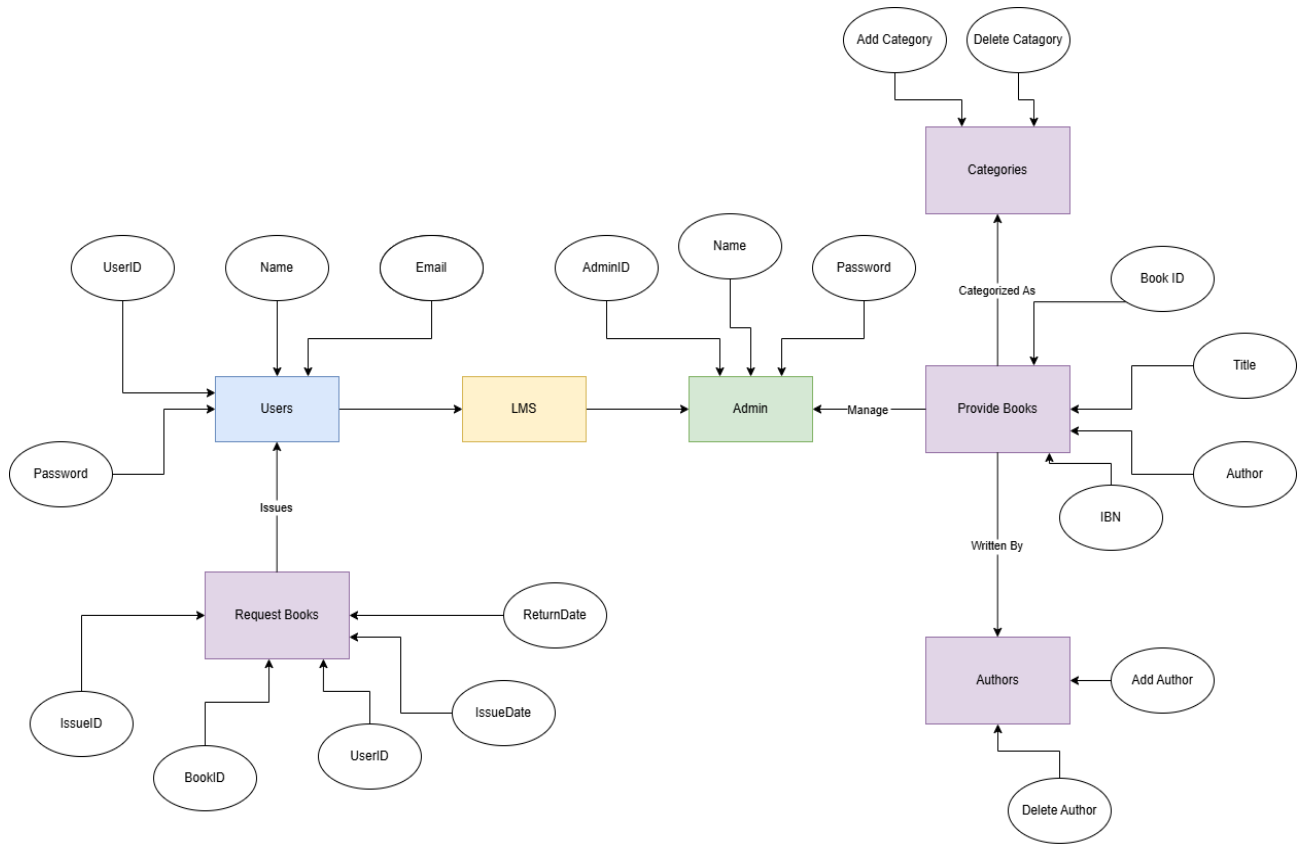 Add Category
Delete Catagory
Categories
UserID
Name
Email
AdminID
Name
Password
Categorized As
Book ID
Title
Users
LMS
Admin
Manage
Provide Books
Password
Author
Issues
IBN
Written By
Request Books
ReturnDate
Authors
Add Author
IssueID
IssueDate
UserID
BookID
Delete Author